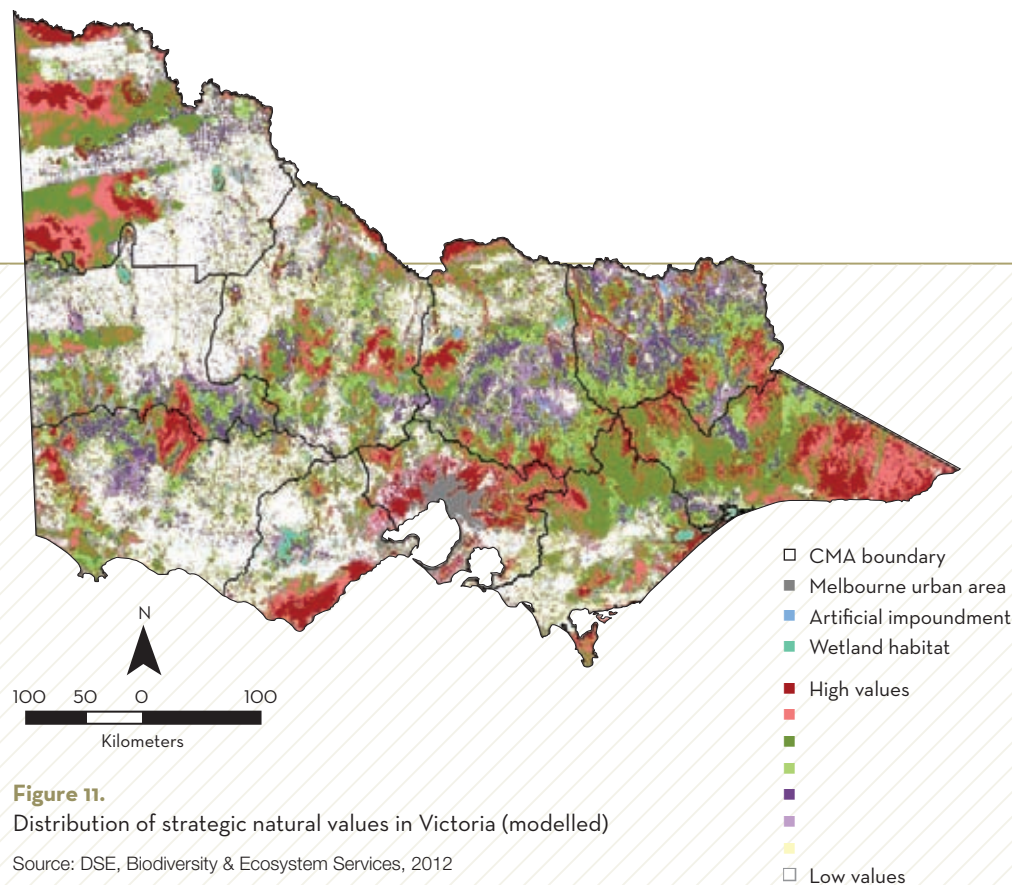 CMA boundary
Melbourne urban area
Artificial impoundment
Wetland habitat
High values
Low values
N
100 50 0 100
Kilometers
Figure 11.
Distribution of strategic natural values in Victoria (modelled)
Source: DSE, Biodiversity & Ecosystem Services, 2012